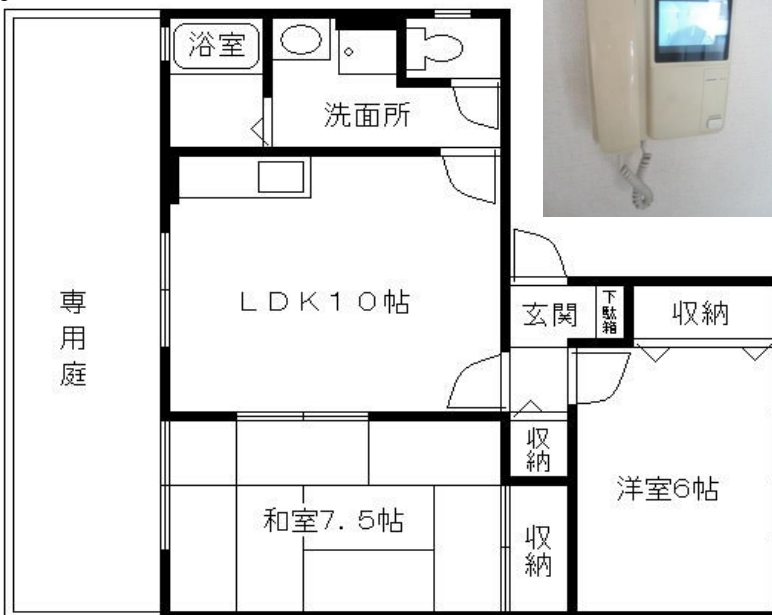 浴室
洗面所
専用庭
LDK10帖
玄関
下駄箱
収納
収納
洋室6帖
和室7.5帖
収納